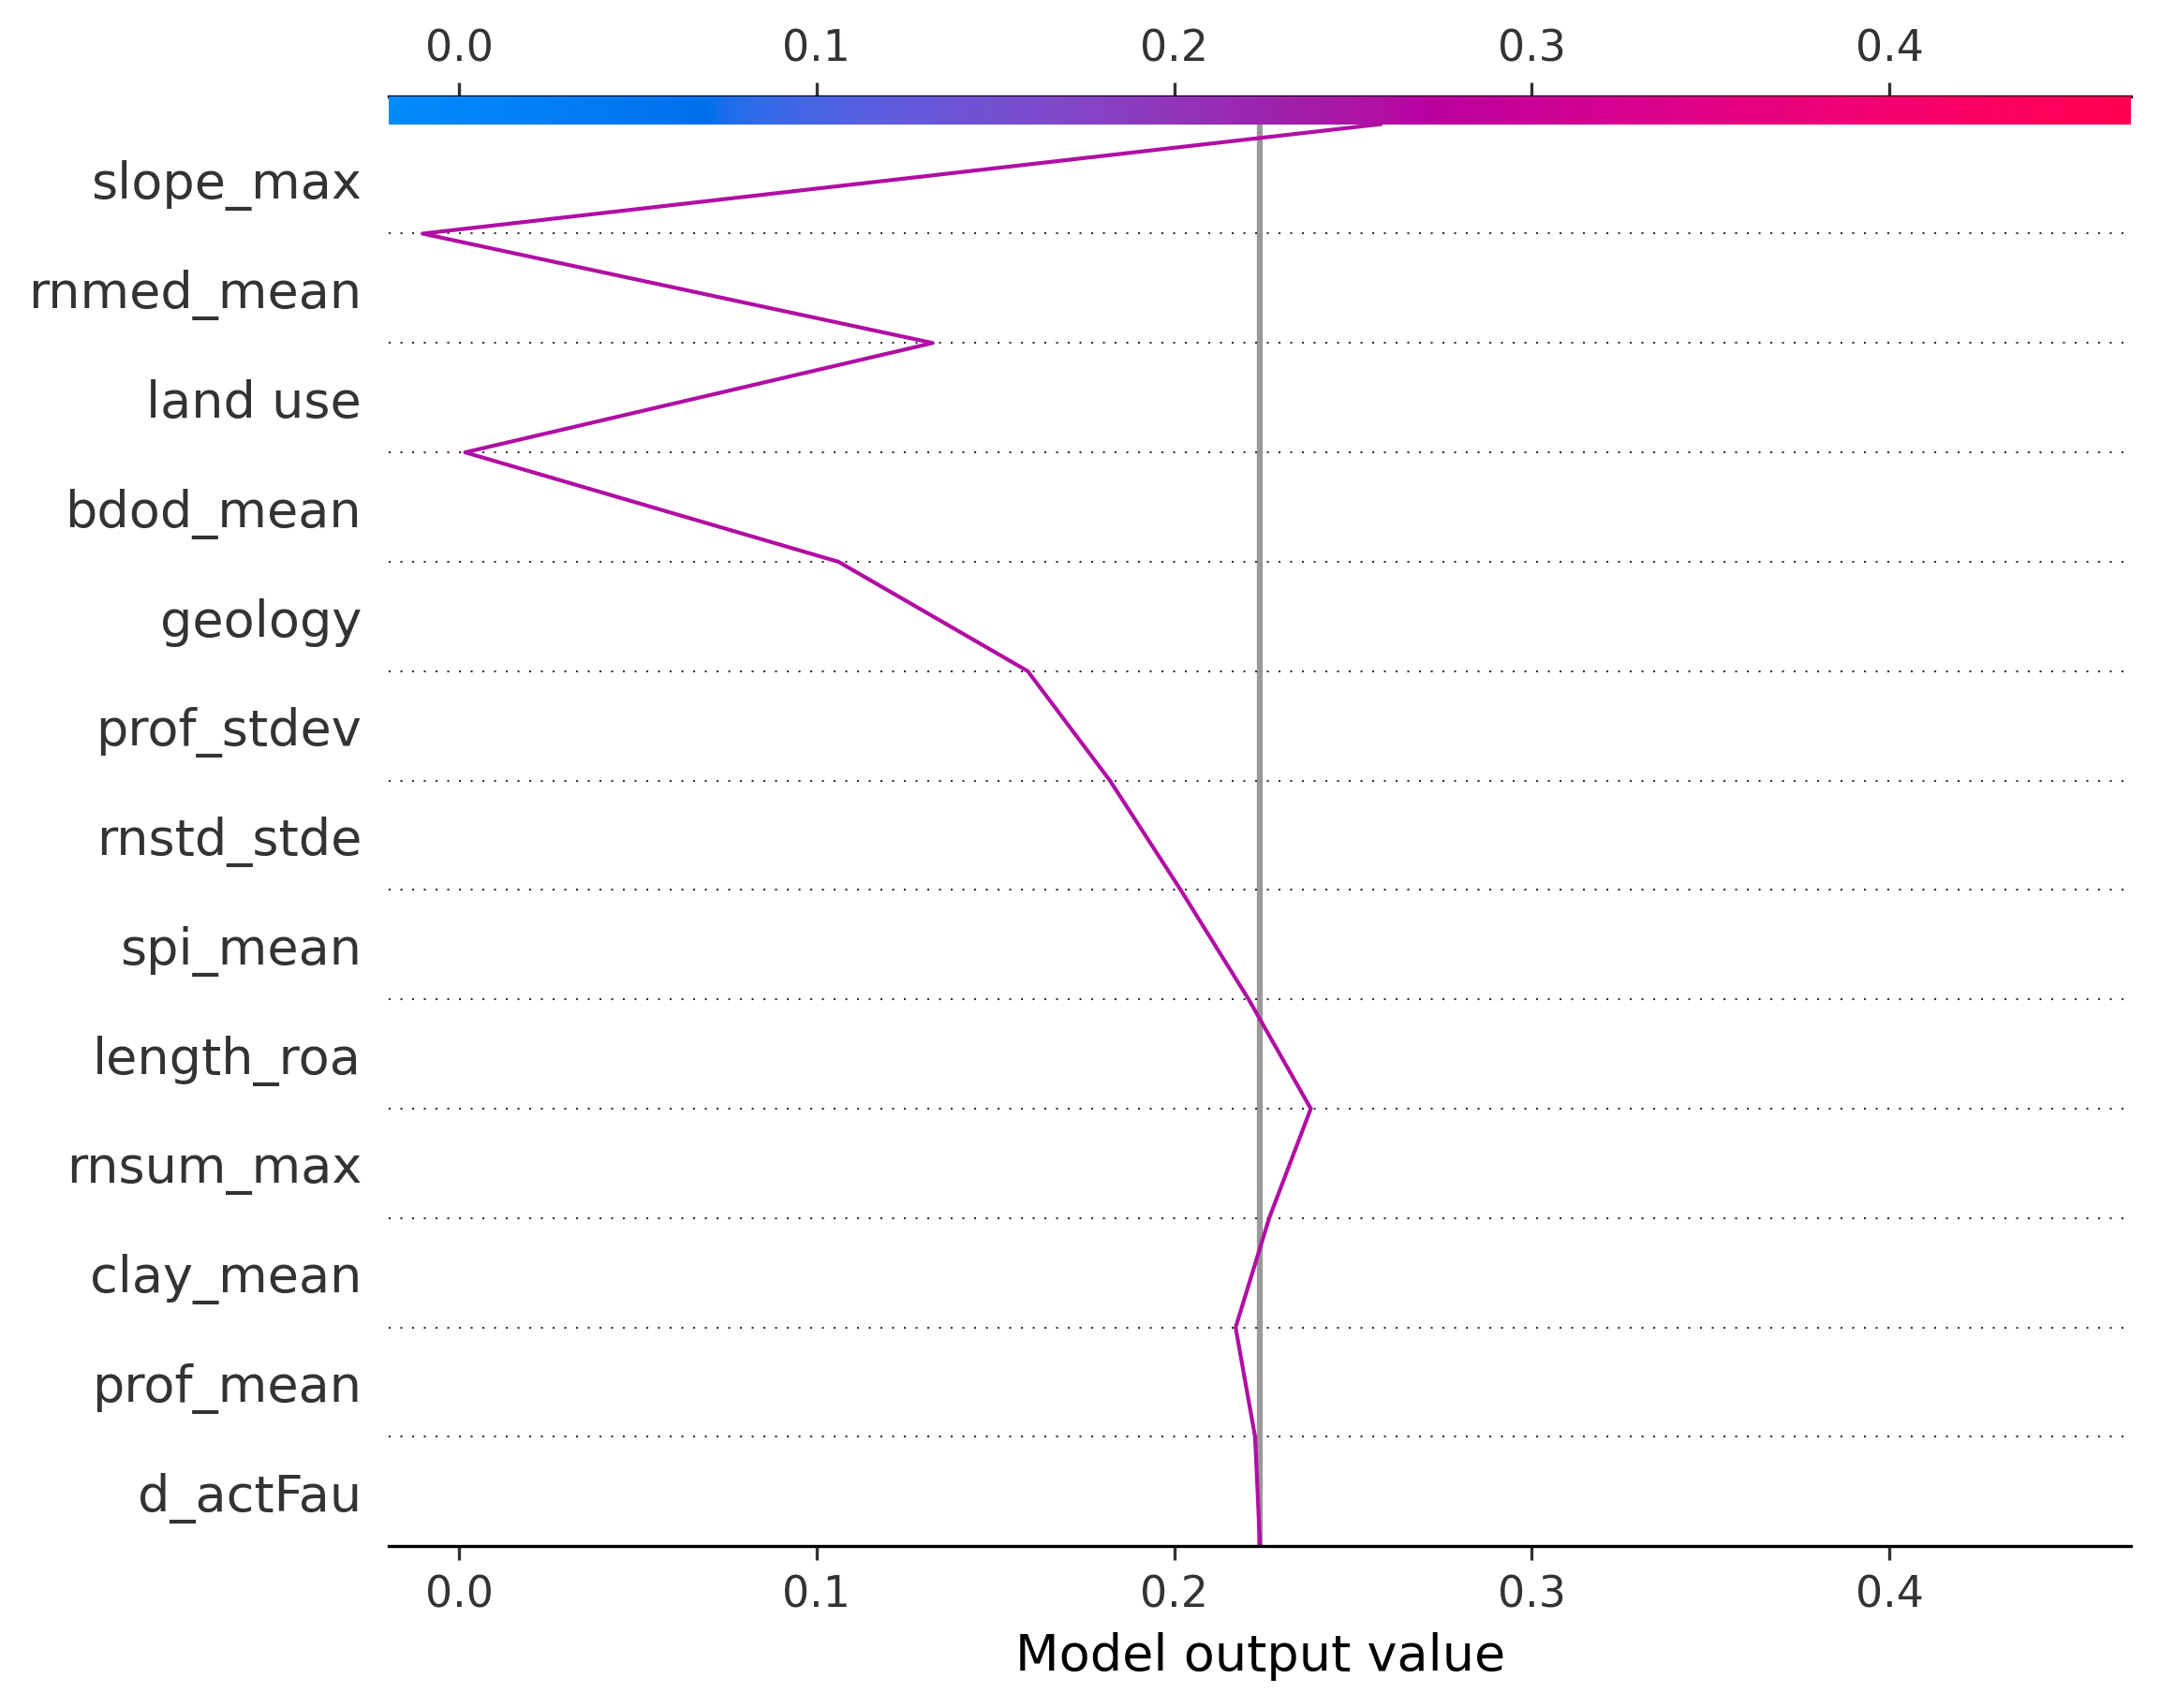 0.0 0.1 0.2 0.3 0.4
slope_max
rnmed_mean
land use
bdod_mean
geology
prof_stdev
rnstd_stde
spi_mean
length_roa
rnsum_max
clay_mean
prof_mean
d_actFau
0.0 0.1 0.2 0.3 0.4
Model output value